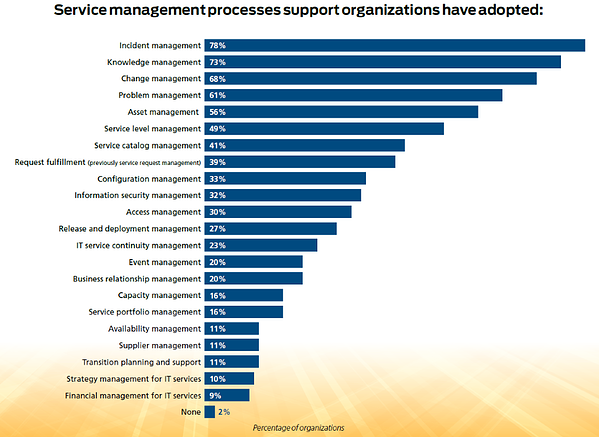 Service management processes support organizations have adopted:
Incident management 78%
Knowledge management 73%
Change management 68%
Problem management 61%
Asset management 56%
Service level management 49%
Service catalog management 41%
Request fulfillment (previously service request management) 39%
Configuration management 33%
Information security management 32%
Access management 30%
Release and deployment management 27%
IT service continuity management 23%
Event management 20%
Business relationship management 20%
Capacity management 16%
Service portfolio management 16%
Availability management 11%
Supplier management 11%
Transition planning and support 11%
Strategy management for IT services 10%
Financial management for IT services 9%
None 2%
Percentage of organizations